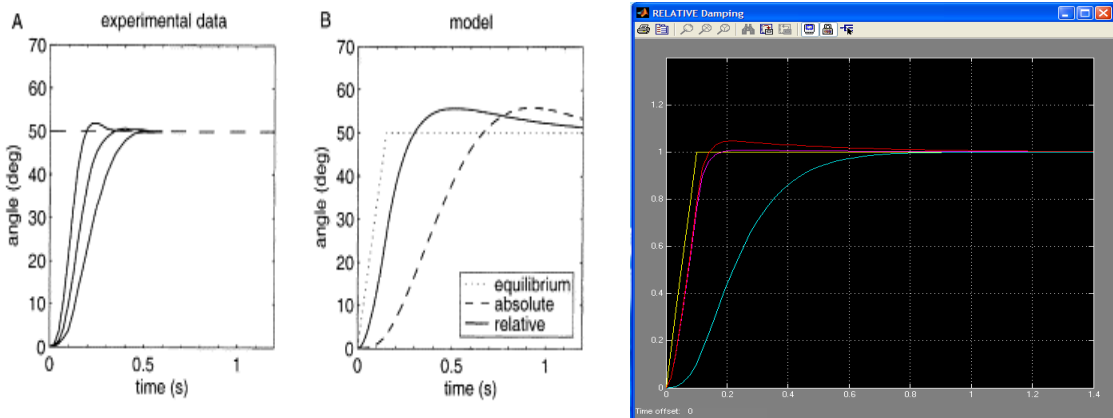 A
experimental data
70
60
50
40
30
20
10
0
angle (deg)
0
0.5
1
time (s)
B
model
70
60
50
40
30
20
10
0
angle (deg)
equilibrium
absolute
relative
0
0.5
1
time (s)
RELATIVE Damping
1.2
1
0.8
0.6
0.4
0.2
0
0
0.2
0.4
0.6
0.8
1
1.2
1.4
Time offset: 0